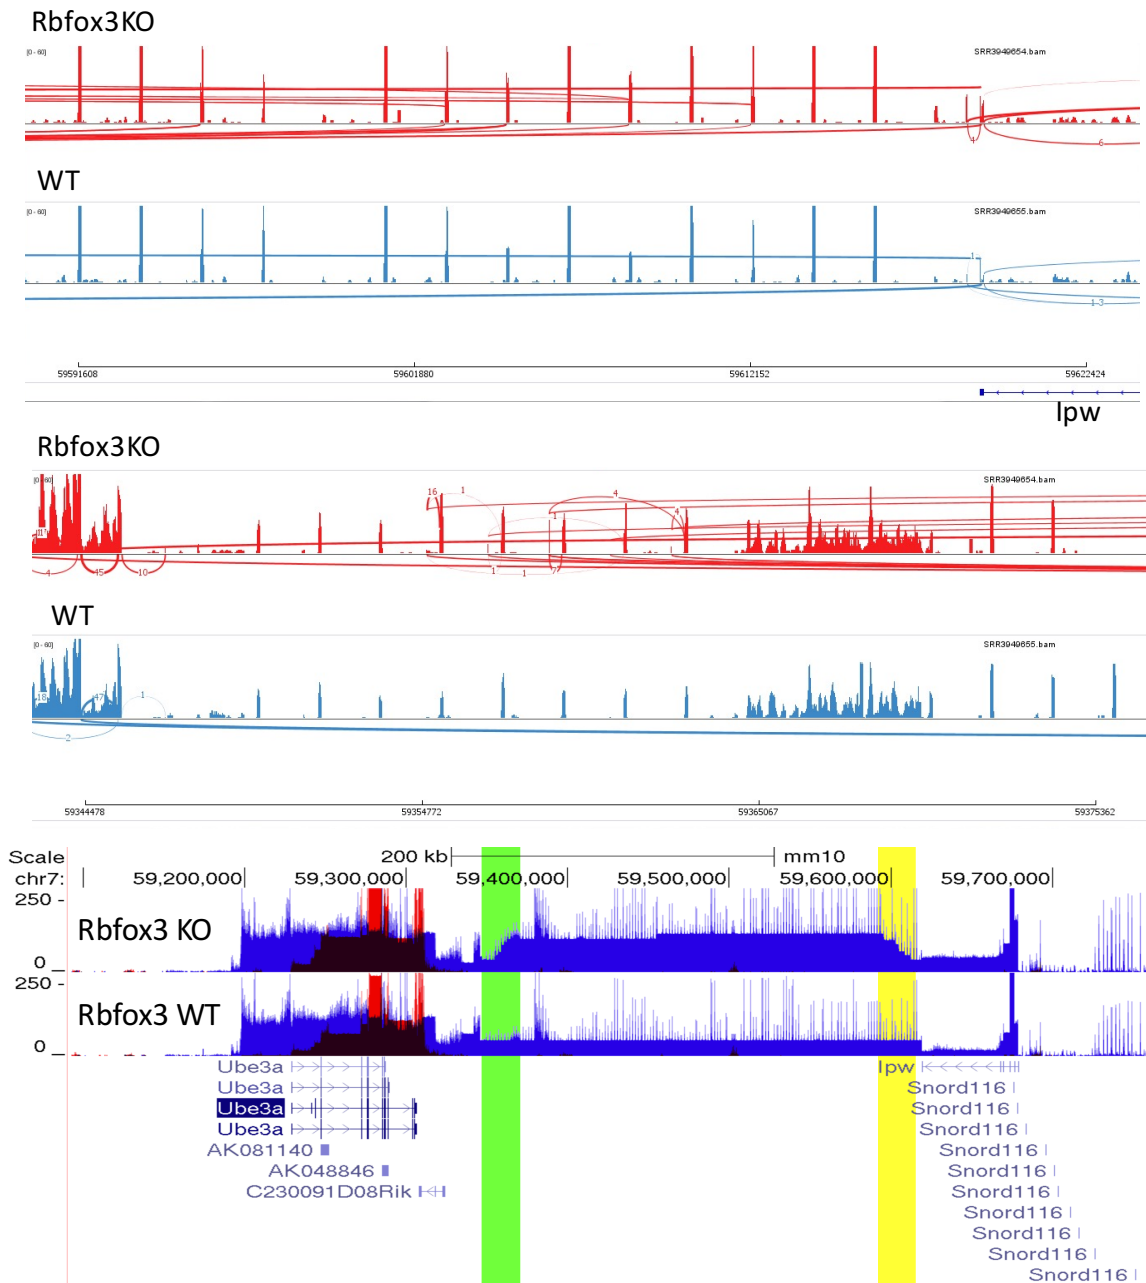 Rbfox3KO
[0 - 60]
SRR3949654.bam
4
6
WT
[0 - 60]
SRR3949655.bam
1
1 3
59591608 59601880 59612152 59622424
Ipw
Rbfox3KO
[0 - 60]
SRR3949654.bam
16 1 4
1 4
4 45 10 1 1 7
WT
[0 - 60]
SRR3949655.bam
18 47 1
2
59344478 59354772 59365067 59375362
Scale 200 kb mm10
chr7: 59,200,000 59,300,000 59,400,000 59,500,000 59,600,000 59,700,000
250
Rbfox3 KO
0
250
Rbfox3 WT
0
Ube3a Ipw
Ube3a Snord116
Ube3a Snord116
Ube3a Snord116
AK081140 Snord116
AK048846 Snord116
C230091D08Rik Snord116
Snord116
Snord116
Snord116
Snord116